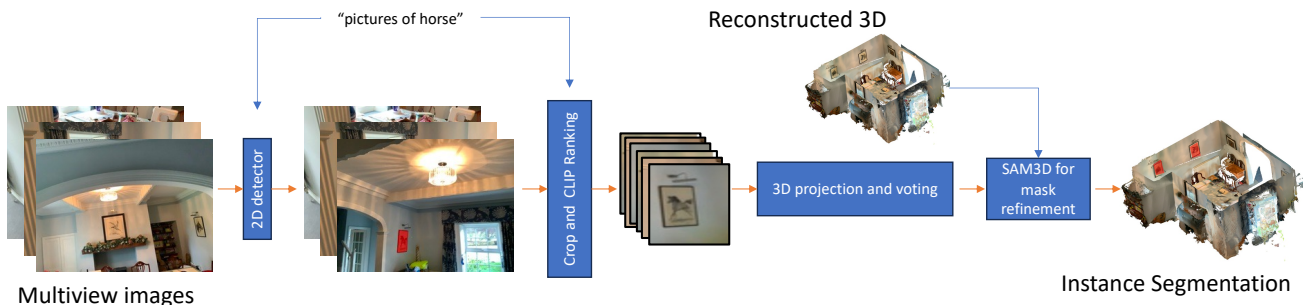 “pictures of horse”
Reconstructed 3D
2D detector
Crop and CLIP Ranking
3D projection and voting
SAM3D for
mask
refinement
Multiview images
Instance Segmentation